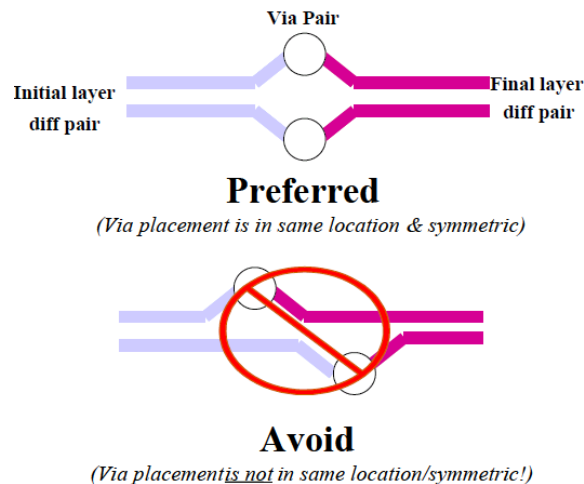 Via Pair
Initial layer
diff pair
Final layer
diff pair
Preferred
(Via placement is in same location & symmetric)
Avoid
(Via placementis not in same location/symmetric!)